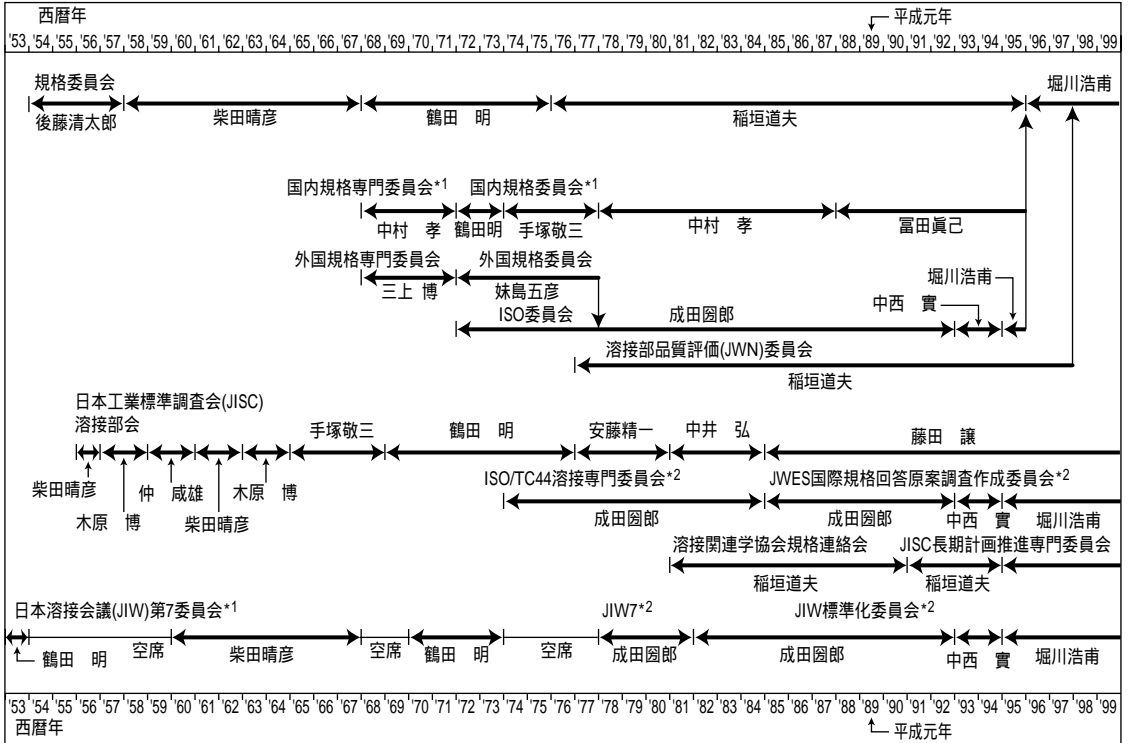 西暦年
平成元年
'53 '54 '55 '56 '57 '58 '59 '60 '61 '62 '63 '64 '65 '66 '67 '68 '69 '70 '71 '72 '73 '74 '75 '76 '77 '78 '79 '80 '81 '82 '83 '84 '85 '86 '87 '88 '89 '90 '91 '92 '93 '94 '95 '96 '97 '98 '99
規格委員会
堀川浩甫
後藤清太郎 柴田晴彦 鶴田 明 稲垣道夫
国内規格専門委員会*1 国内規格委員会*1
中村 孝 鶴田明 手塚敬三 中村 孝 冨田眞己
外国規格専門委員会 外国規格委員会
堀川浩甫
三上 博 妹島五彦
中西 實
ISO委員会 成田圀郎
溶接部品質評価(JWN)委員会
稲垣道夫
日本工業標準調査会(JISC)
溶接部会
手塚敬三 鶴田 明 安藤精一 中井 弘 藤田 譲
柴田晴彦 仲 咸雄 木原 博
木原 博 柴田晴彦
ISO/TC44溶接専門委員会*2 JWES国際規格回答原案調査作成委員会*2
成田圀郎 成田圀郎 中西 實 堀川浩甫
溶接関連学協会規格連絡会 JISC長期計画推進専門委員会
稲垣道夫 稲垣道夫
日本溶接会議(JIW)第7委員会*1 JIW7*2 JIW標準化委員会*2
鶴田 明 空席 柴田晴彦 空席 鶴田 明 空席 成田圀郎 成田圀郎 中西 實 堀川浩甫
'53 '54 '55 '56 '57 '58 '59 '60 '61 '62 '63 '64 '65 '66 '67 '68 '69 '70 '71 '72 '73 '74 '75 '76 '77 '78 '79 '80 '81 '82 '83 '84 '85 '86 '87 '88 '89 '90 '91 '92 '93 '94 '95 '96 '97 '98 '99
西暦年
平成元年